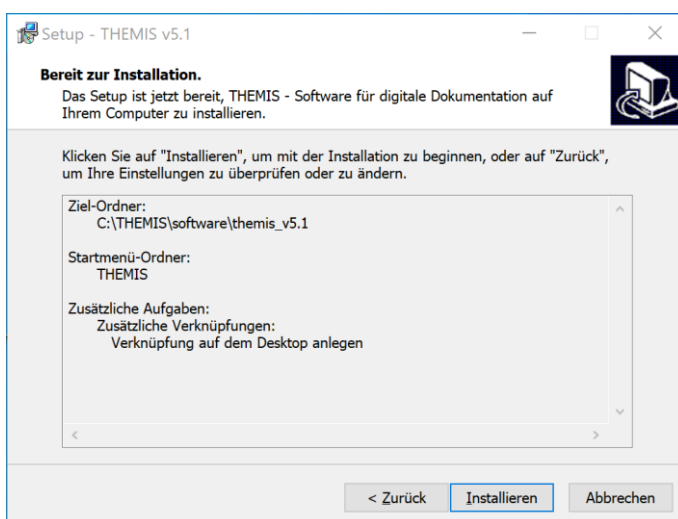 Setup - THEMIS v5.1
Bereit zur Installation.
Das Setup ist jetzt bereit, THEMIS - Software für digitale Dokumentation auf
Ihrem Computer zu installieren.
Klicken Sie auf "Installieren", um mit der Installation zu beginnen, oder auf "Zurück",
um Ihre Einstellungen zu überprüfen oder zu ändern.
Ziel-Ordner:
C:\THEMIS\software\themis_v5.1
Startmenü-Ordner:
THEMIS
Zusätzliche Aufgaben:
Zusätzliche Verknüpfungen:
Verknüpfung auf dem Desktop anlegen
< Zurück Installieren Abbrechen